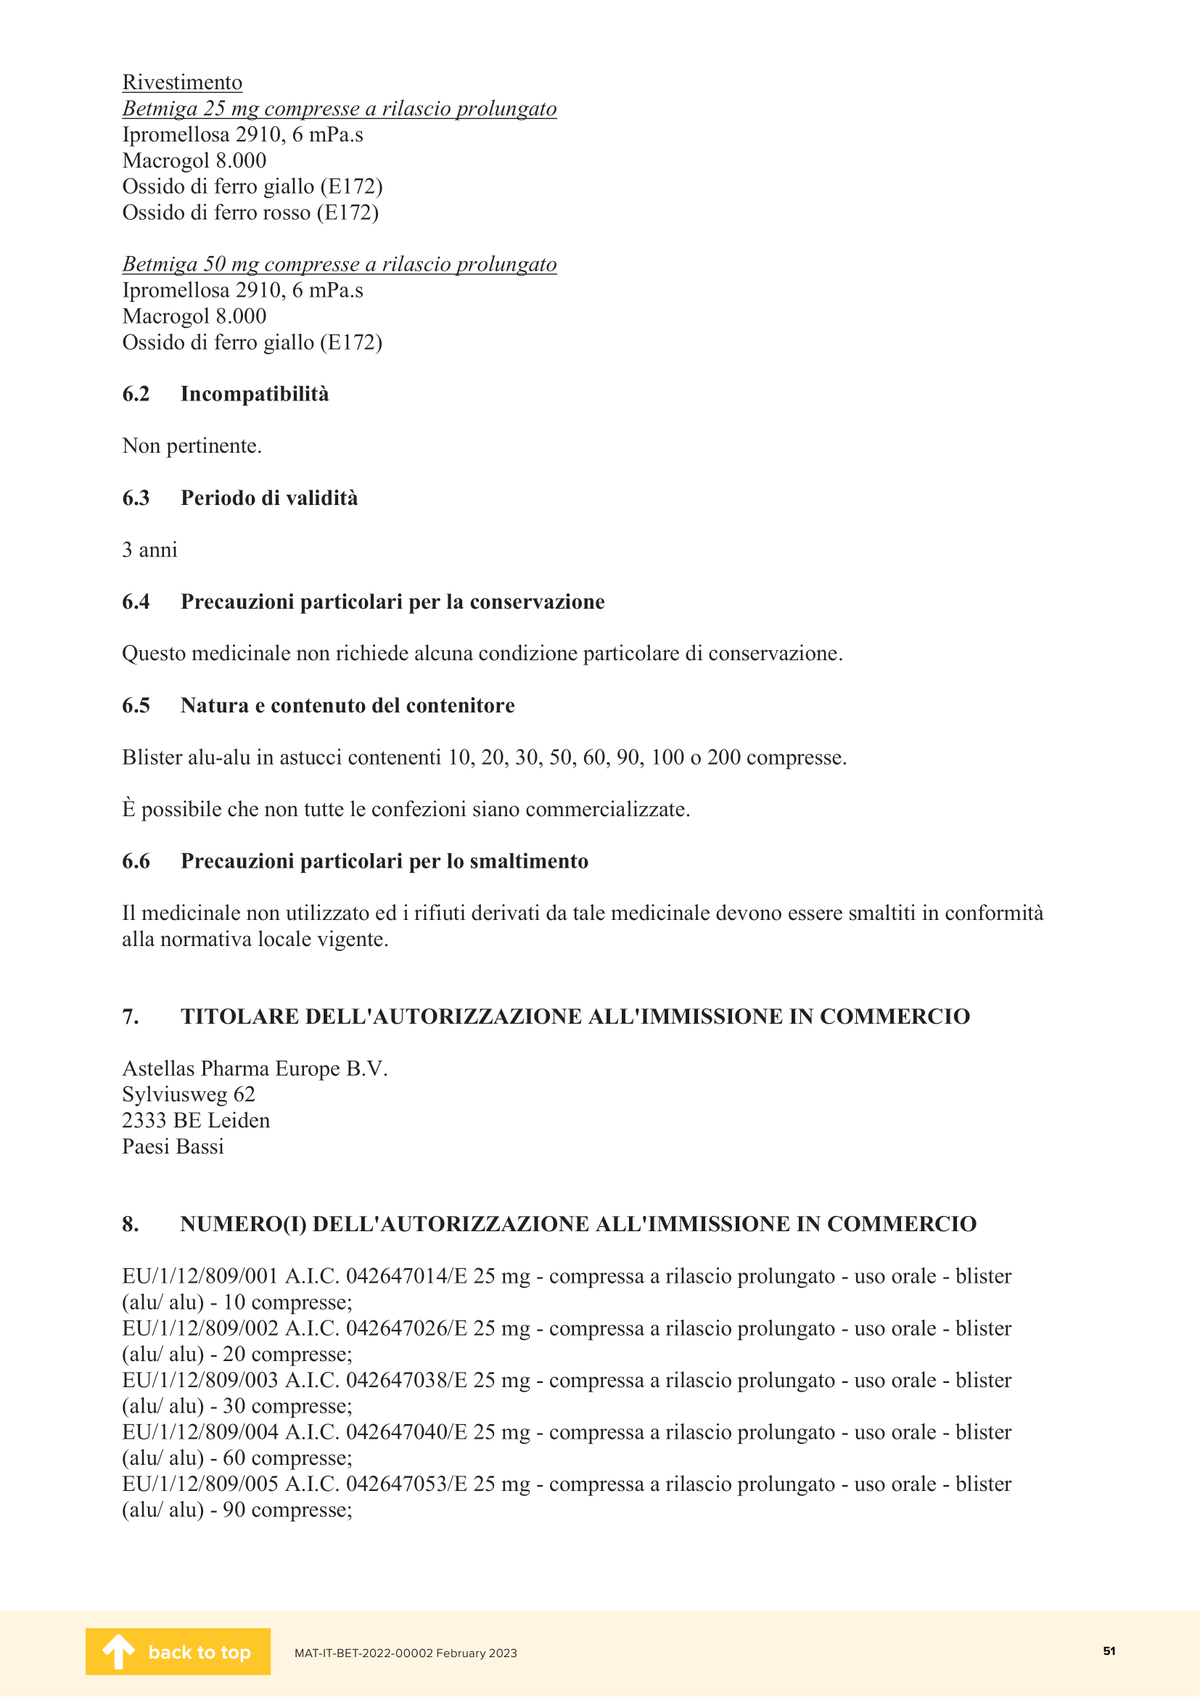 Rivestimento
Betmiga 25 mg compresse a rilascio prolungato
Ipromellosa 2910, 6 mPa.s
Macrogol 8.000
Ossido di ferro giallo (E172)
Ossido di ferro rosso (E172)
Betmiga 50 mg compresse a rilascio prolungato
Ipromellosa 2910, 6 mPa.s
Macrogol 8.000
Ossido di ferro giallo (E172)
6.2 Incompatibilità
Non pertinente.
6.3 Periodo di validità
3 anni
6.4 Precauzioni particolari per la conservazione
Questo medicinale non richiede alcuna condizione particolare di conservazione.
6.5 Natura e contenuto del contenitore
Blister alu-alu in astucci contenenti 10, 20, 30, 50, 60, 90, 100 o 200 compresse.
È possibile che non tutte le confezioni siano commercializzate.
6.6 Precauzioni particolari per lo smaltimento
Il medicinale non utilizzato ed i rifiuti derivati da tale medicinale devono essere smaltiti in conformità
alla normativa locale vigente.
7. TITOLARE DELL'AUTORIZZAZIONE ALL'IMMISSIONE IN COMMERCIO
Astellas Pharma Europe B.V.
Sylviusweg 62
2333 BE Leiden
Paesi Bassi
8. NUMERO(I) DELL'AUTORIZZAZIONE ALL'IMMISSIONE IN COMMERCIO
EU/1/12/809/001 A.I.C. 042647014/E 25 mg - compressa a rilascio prolungato - uso orale - blister
(alu/ alu) - 10 compresse;
EU/1/12/809/002 A.I.C. 042647026/E 25 mg - compressa a rilascio prolungato - uso orale - blister
(alu/ alu) - 20 compresse;
EU/1/12/809/003 A.I.C. 042647038/E 25 mg - compressa a rilascio prolungato - uso orale - blister
(alu/ alu) - 30 compresse;
EU/1/12/809/004 A.I.C. 042647040/E 25 mg - compressa a rilascio prolungato - uso orale - blister
(alu/ alu) - 60 compresse;
EU/1/12/809/005 A.I.C. 042647053/E 25 mg - compressa a rilascio prolungato - uso orale - blister
(alu/ alu) - 90 compresse;
back to top MAT-IT-BET-2022-00002 February 2023 51